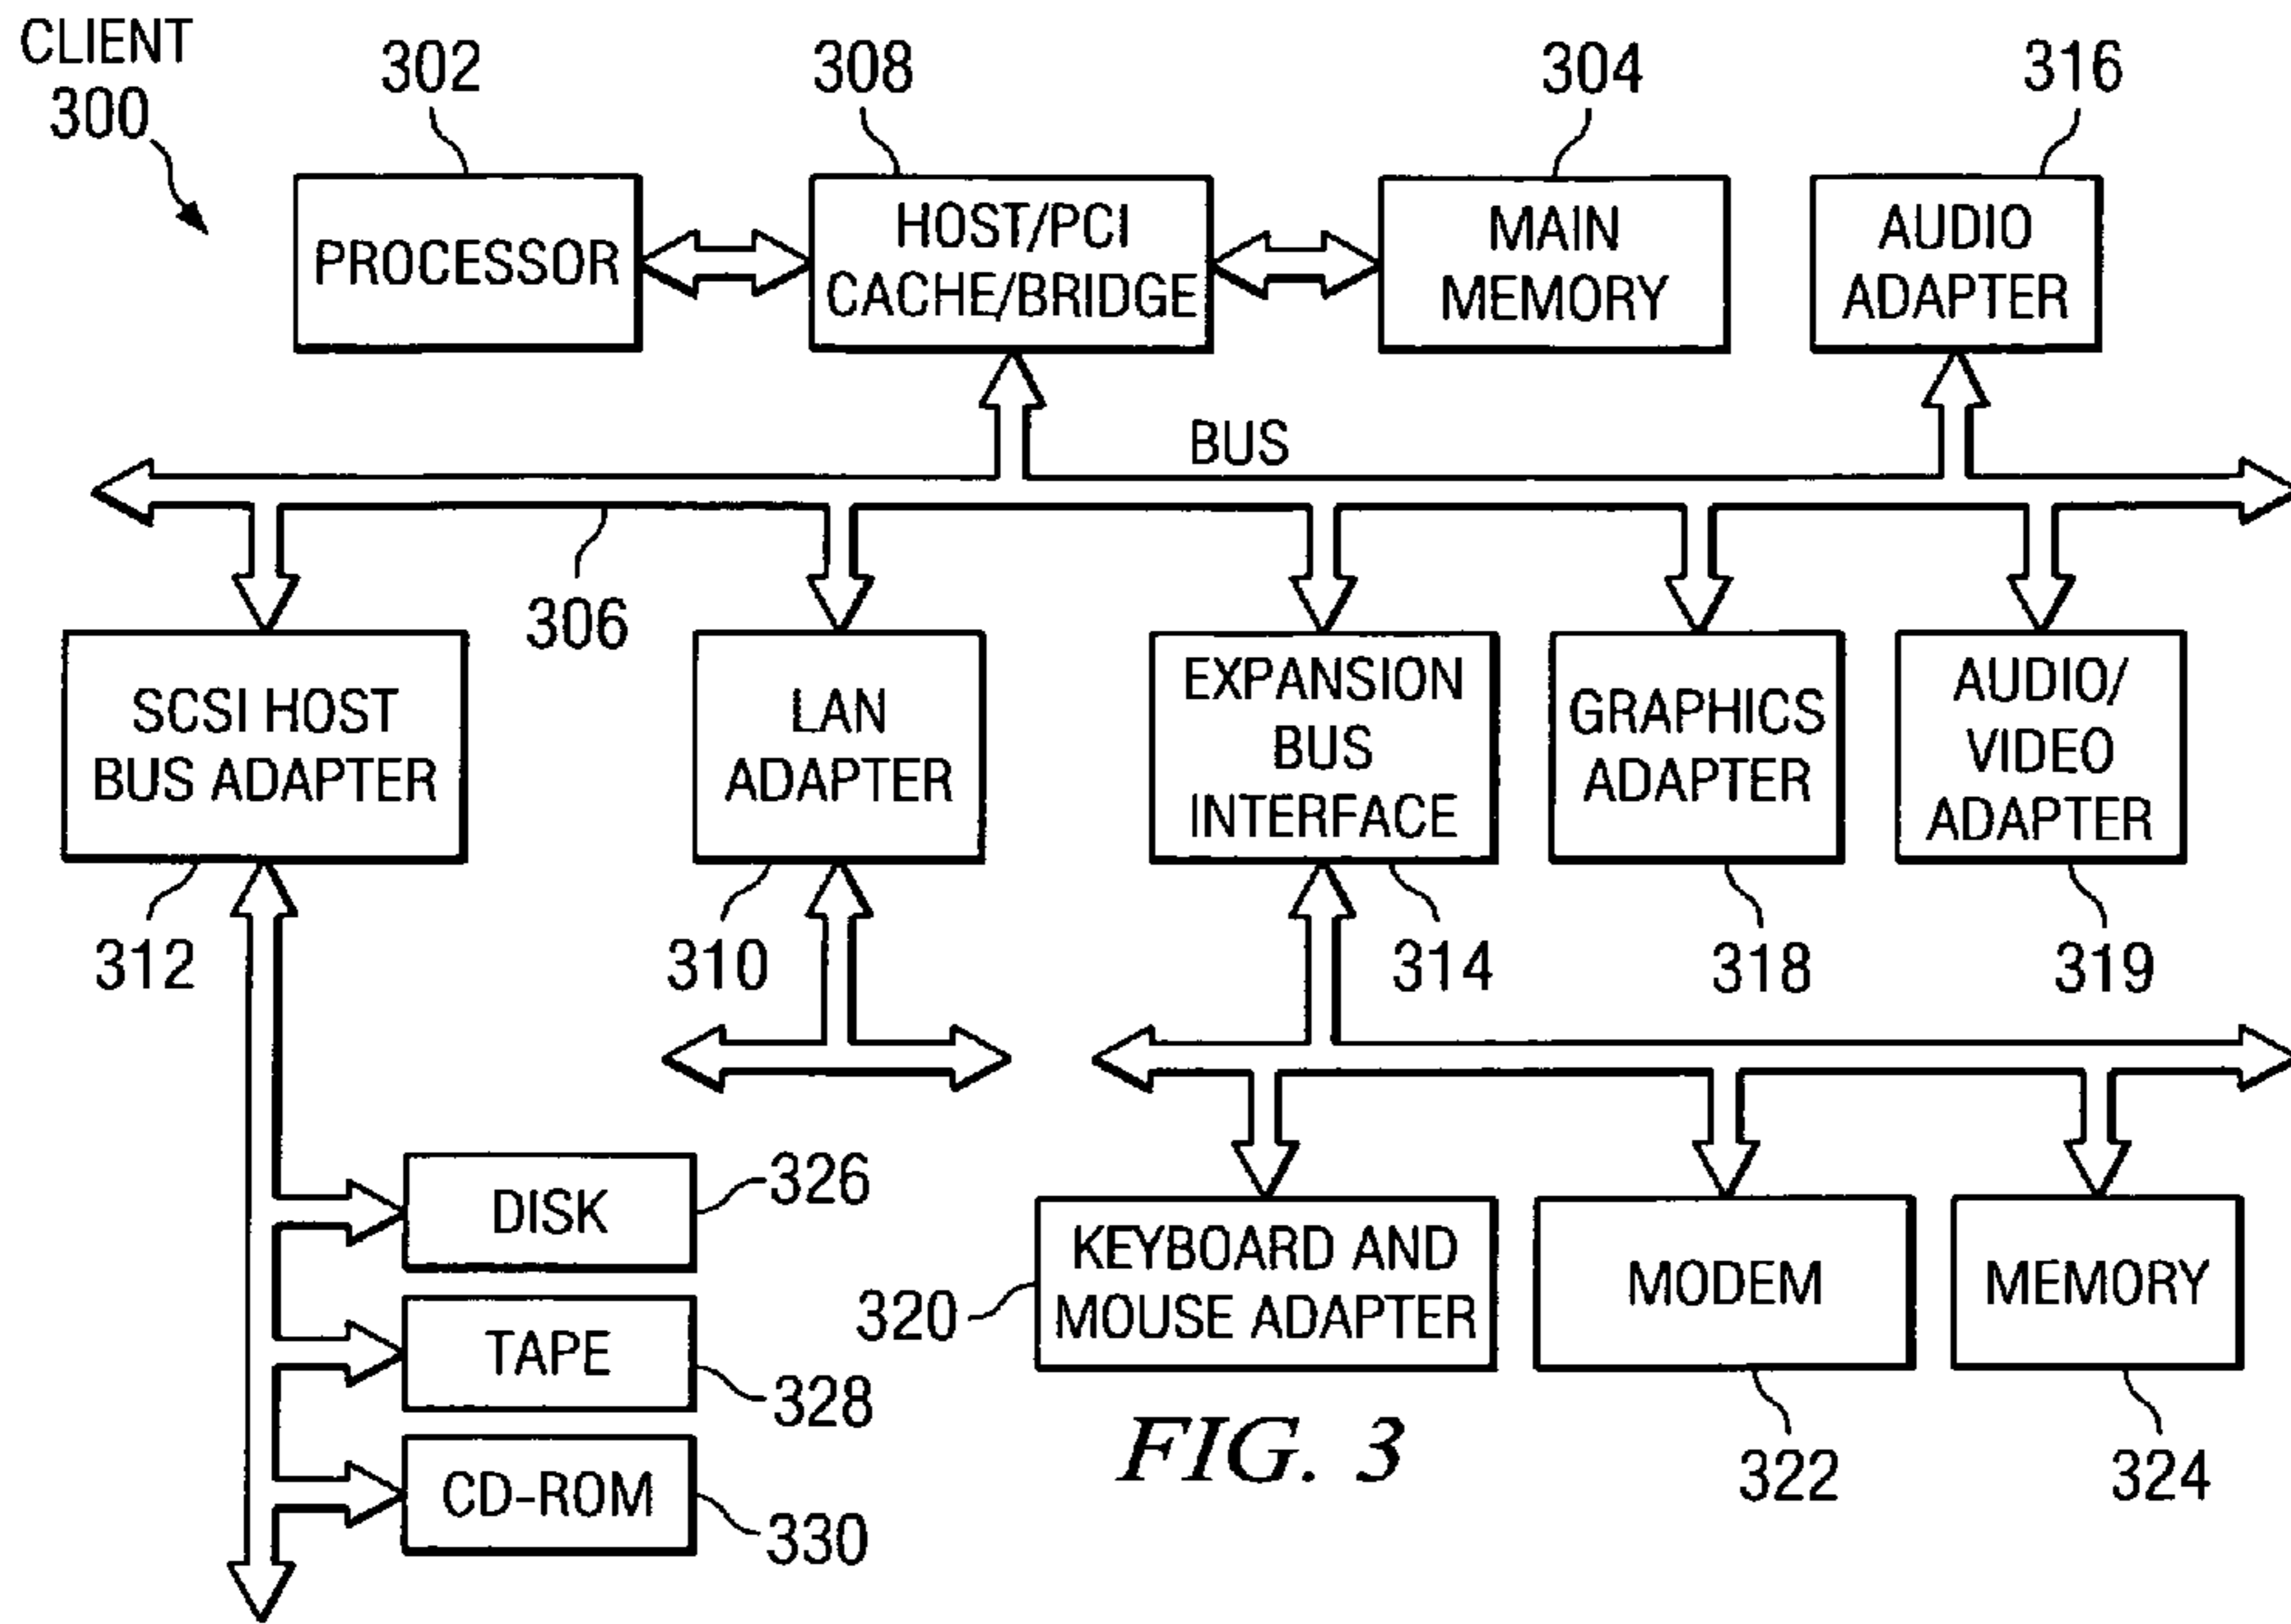 CLIENT
300
302
308
304
316
PROCESSOR
HOST/PCI
CACHE/BRIDGE
MAIN
MEMORY
AUDIO
ADAPTER
BUS
306
SCSI HOST
BUS ADAPTER
LAN
ADAPTER
EXPANSION
BUS
INTERFACE
GRAPHICS
ADAPTER
AUDIO/
VIDEO
ADAPTER
312
310
314
318
319
DISK
326
TAPE
328
CD-ROM
330
320
KEYBOARD AND
MOUSE ADAPTER
MODEM
MEMORY
322
324
FIG. 3